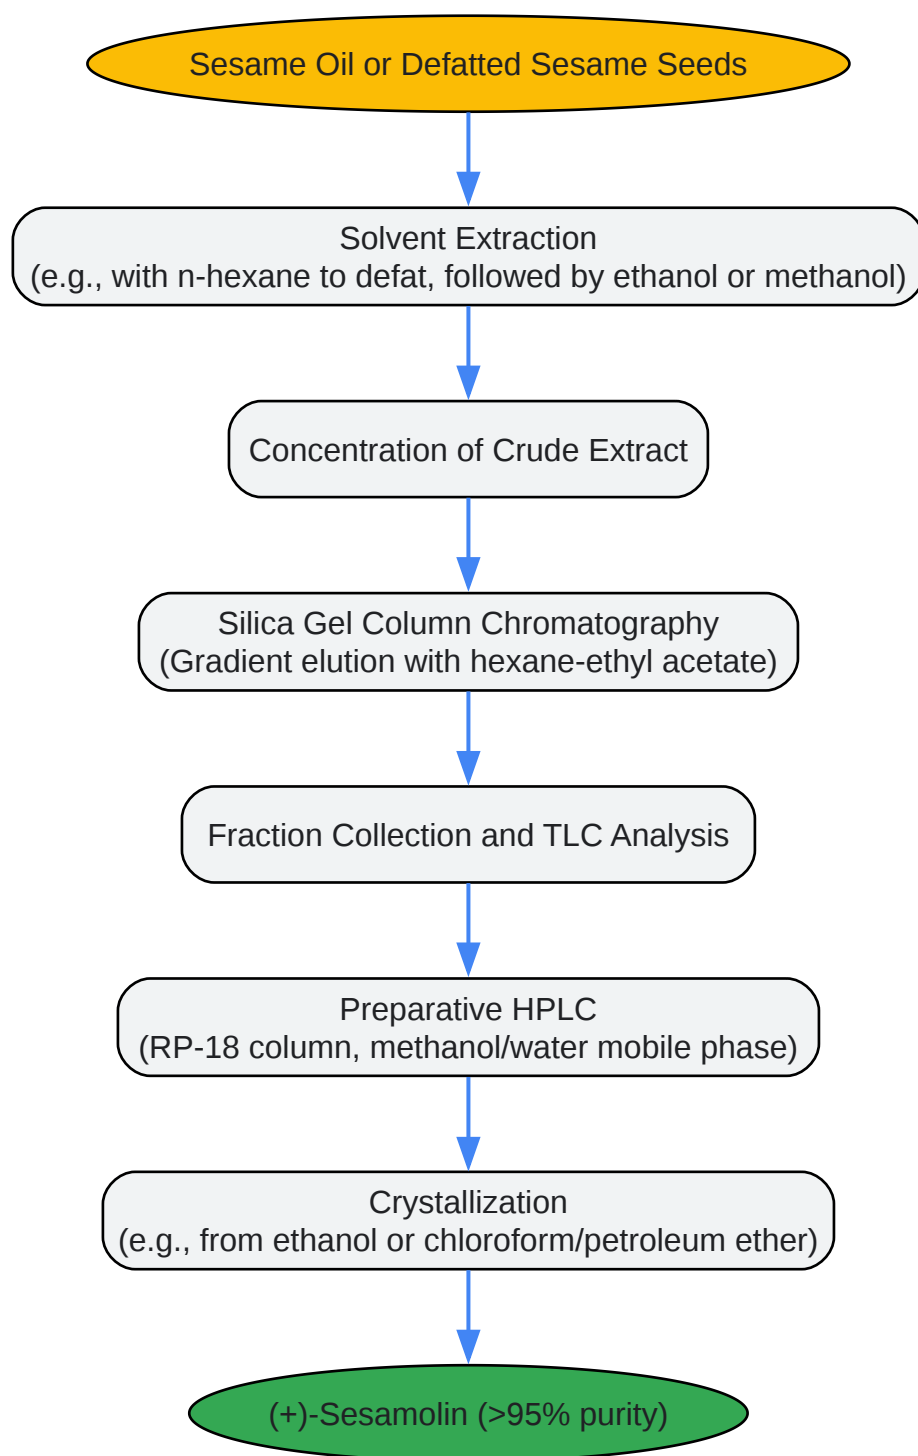 Sesame Oil or Defatted Sesame Seeds
Solvent Extraction
(e.g., with n-hexane to defat, followed by ethanol or methanol)
Concentration of Crude Extract
Silica Gel Column Chromatography
(Gradient elution with hexane-ethyl acetate)
Fraction Collection and TLC Analysis
Preparative HPLC
(RP-18 column, methanol/water mobile phase)
Crystallization
(e.g., from ethanol or chloroform/petroleum ether)
(+)-Sesamolin (>95% purity)